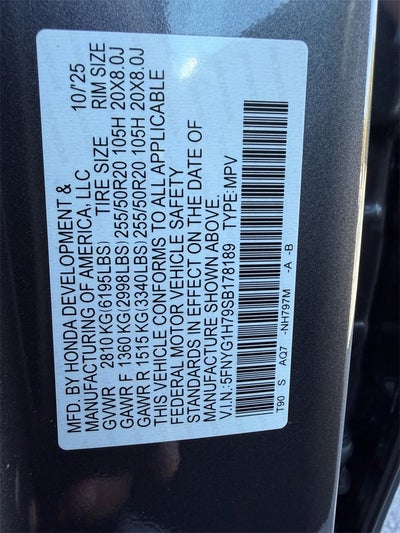 MFD. BY HONDA DEVELOPMENT & 10/'25
MANUFACTURING OF AMERICA, LLC
TIRE SIZE RIM SIZE
GVWR 2810 KG(6195LBS)
GAWR F 1360 KG(2998LBS) 255/50R20 105H 20X8.0J
GAWR R 1515 KG(3340LBS) 255/50R20 105H 20X8.0J
THIS VEHICLE CONFORMS TO ALL APPLICABLE
FEDERAL MOTOR VEHICLE SAFETY
STANDARDS IN EFFECT ON THE DATE OF
MANUFACTURE SHOWN ABOVE.
V.I.N.:5FNYG1H79SB178189 TYPE:MPV
T90 S AQ7 -NH797M -A -B